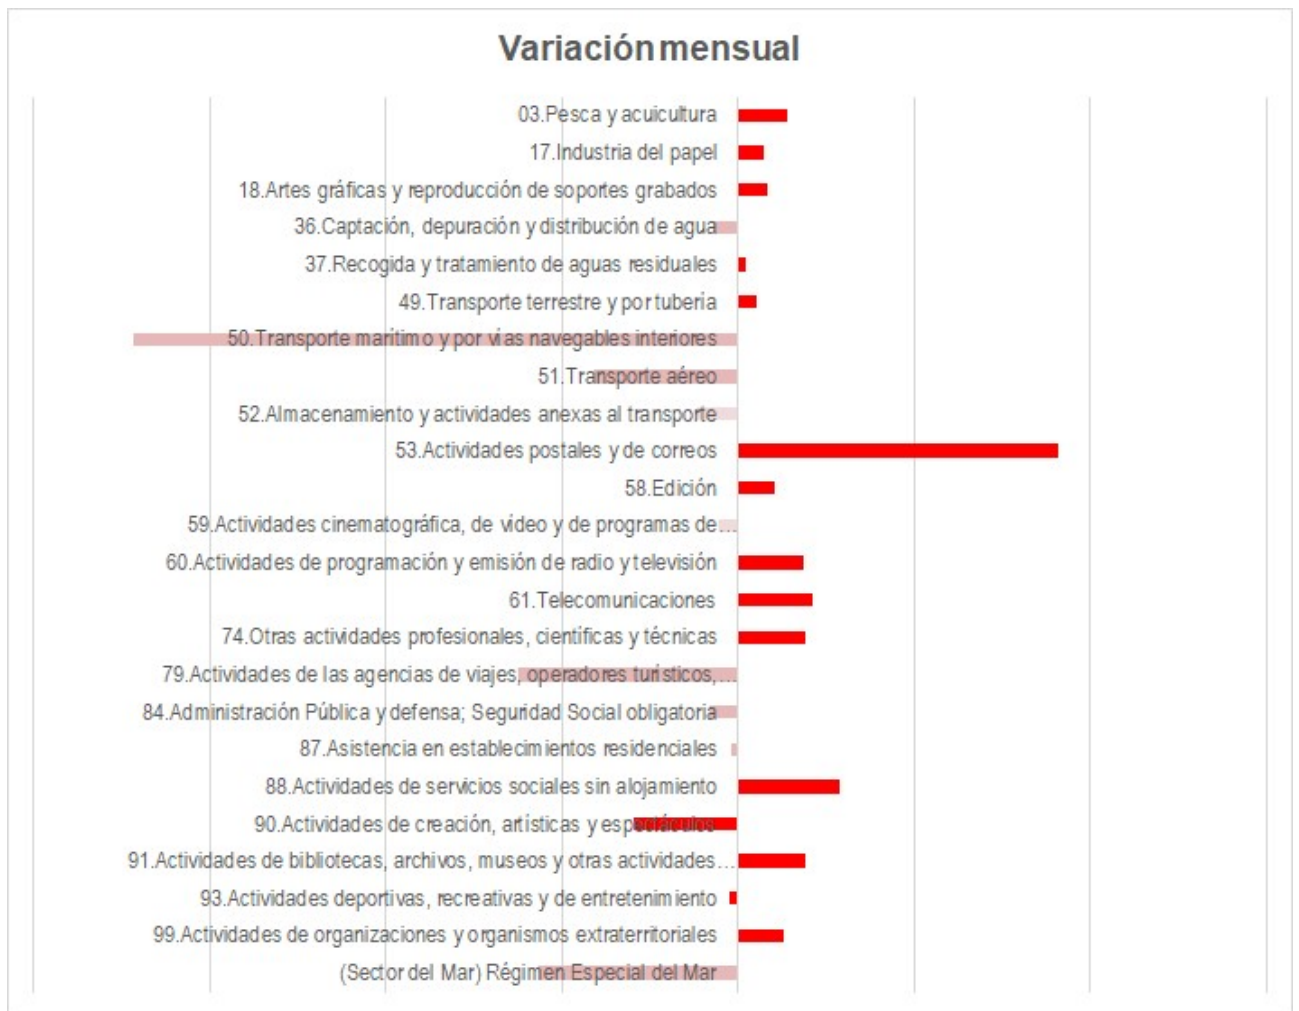 Variación mensual
03.Pesca y acuicultura
17.Industria del papel
18.Artes gráficas y reproducción de soportes grabados
36.Captación, depuración y distribución de agua
37.Recogida y tratamiento de aguas residuales
49.Transporte terrestre y por tubería
50.Transporte marítimo y por vías navegables interiores
51.Transporte aéreo
52.Almacenamiento y actividades anexas al transporte
53.Actividades postales y de correos
58.Edición
59.Actividades cinematográfica, de vídeo y de programas de...
60.Actividades de programación y emisión de radio y televisión
61.Telecomunicaciones
74.Otras actividades profesionales, científicas y técnicas
79.Actividades de las agencias de viajes, operadores turísticos,...
84.Administración Pública y defensa; Seguridad Social obligatoria
87.Asistencia en establecimientos residenciales
88.Actividades de servicios sociales sin alojamiento
90.Actividades de creación, artísticas y espectáculos
91.Actividades de bibliotecas, archivos, museos y otras actividades...
93.Actividades deportivas, recreativas y de entretenimiento
99.Actividades de organizaciones y organismos extraterritoriales
(Sector del Mar) Régimen Especial del Mar